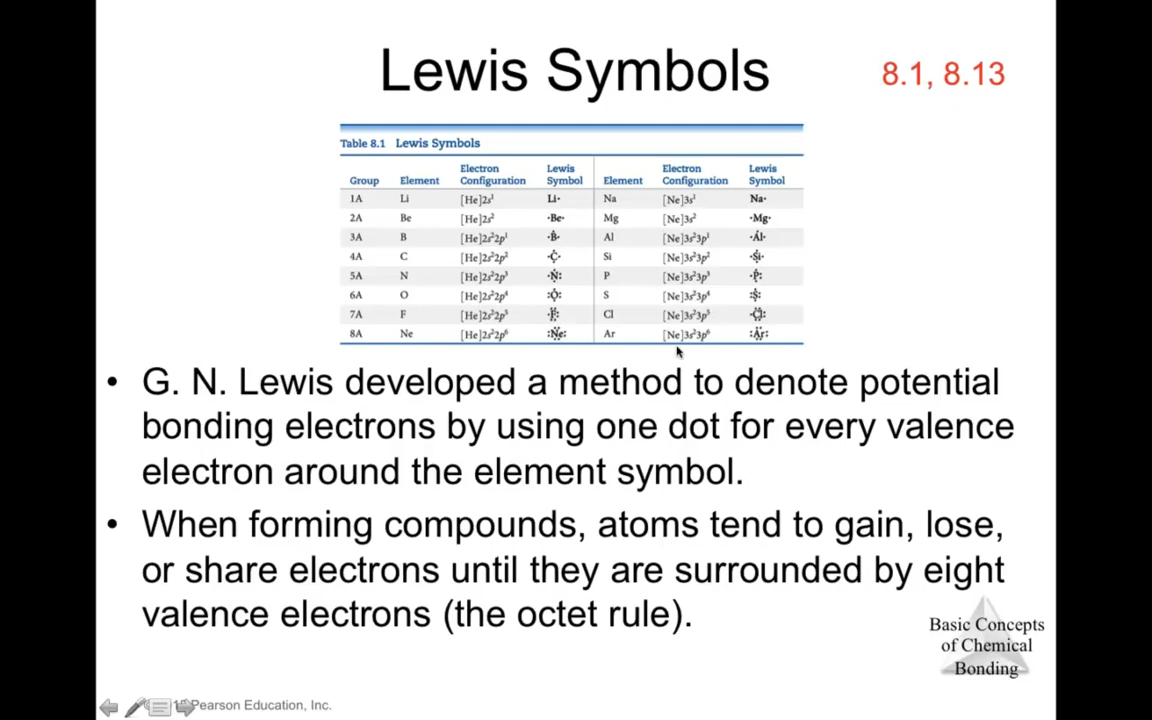 Lewis Symbols
8.1, 8.13
Table 8.1 Lewis Symbols
Group Element Electron Configuration Lewis Symbol Element Electron Configuration Lewis Symbol
1A Li [He]2s¹ Li· Na [Ne]3s¹ Na·
2A Be [He]2s² ·Be· Mg [Ne]3s² ·Mg·
3A B [He]2s²2p¹ ·Ḃ· Al [Ne]3s²3p¹ ·Al·
4A C [He]2s²2p² ·C· Si [Ne]3s²3p² ·Si·
5A N [He]2s²2p³ ·N: P [Ne]3s²3p³ ·P:
6A O [He]2s²2p⁴ :O: S [Ne]3s²3p⁴ :S:
7A F [He]2s²2p⁵ ·F: Cl [Ne]3s²3p⁵ ·Cl:
8A Ne [He]2s²2p⁶ :Ne: Ar [Ne]3s²3p⁶ :Ar:
• G. N. Lewis developed a method to denote potential
bonding electrons by using one dot for every valence
electron around the element symbol.
• When forming compounds, atoms tend to gain, lose,
or share electrons until they are surrounded by eight
valence electrons (the octet rule).
Basic Concepts
of Chemical
Bonding
Pearson Education, Inc.